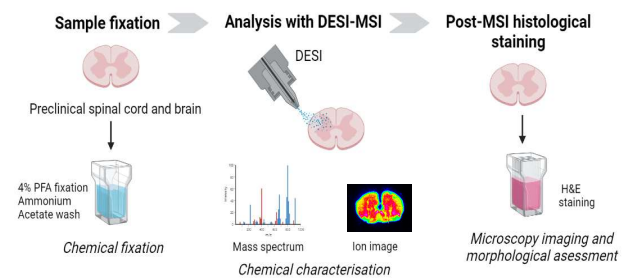 Sample fixation
Preclinical spinal cord and brain
4% PFA fixation
Ammonium
Acetate wash
Chemical fixation
Analysis with DESI-MSI
DESI
Mass spectrum
Ion image
Chemical characterisation
Post-MSI histological
staining
H&E
staining
Microscopy imaging and
morphological asessment